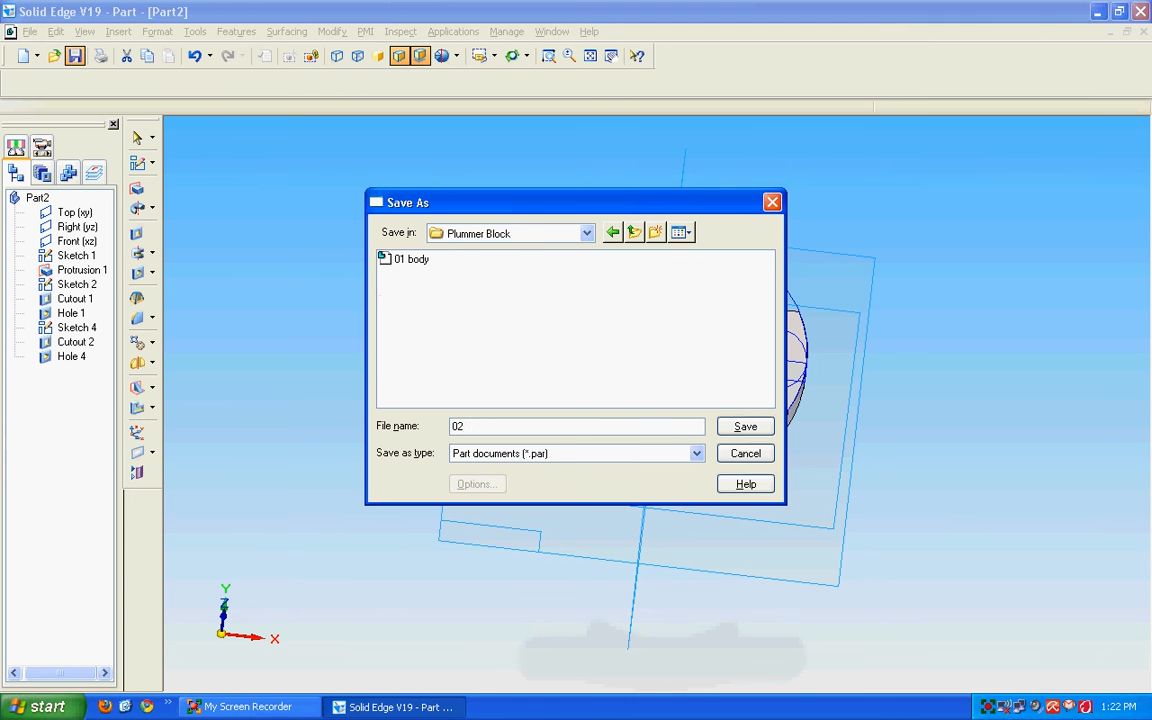 Solid Edge V19 - Part - [Part2]
File Edit View Insert Format Tools Features Surfacing Modify PMI Inspect Applications Manage Window Help
Part2
Top (xy)
Right (yz)
Front (xz)
Sketch 1
Protrusion 1
Sketch 2
Cutout 1
Hole 1
Sketch 4
Cutout 2
Hole 4
Save As
Save in: Plummer Block
01 body
File name: 02 Save
Save as type: Part documents (*.par) Cancel
Options... Help
Y
Z
X
start My Screen Recorder Solid Edge V19 - Part ... 1:22 PM